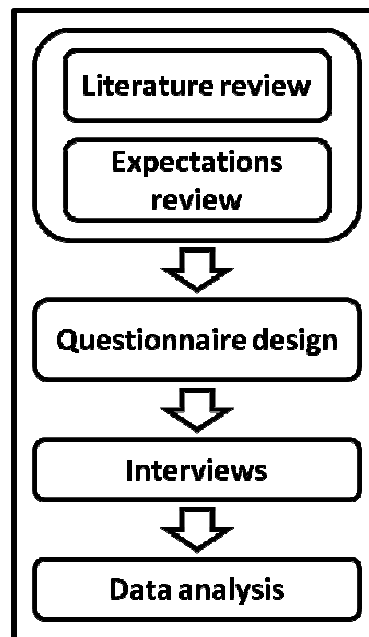 Literature review
Expectations
review
Questionnaire design
Interviews
Data analysis